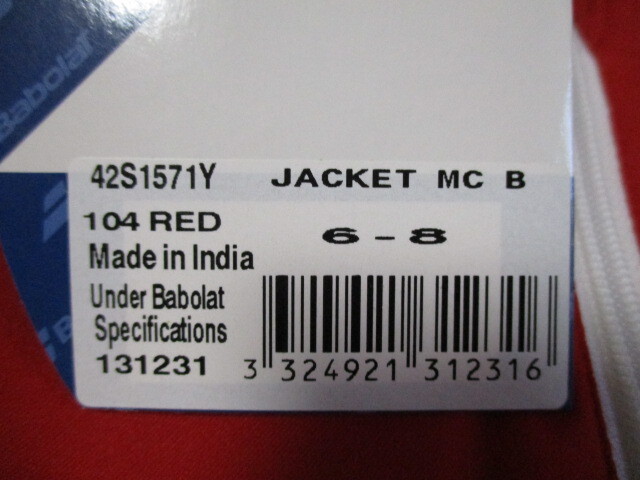 Babolat
42S1571Y JACKET MC B
104 RED 6 - 8
Made in India
Under Babolat
Specifications
131231
3 324921 312316